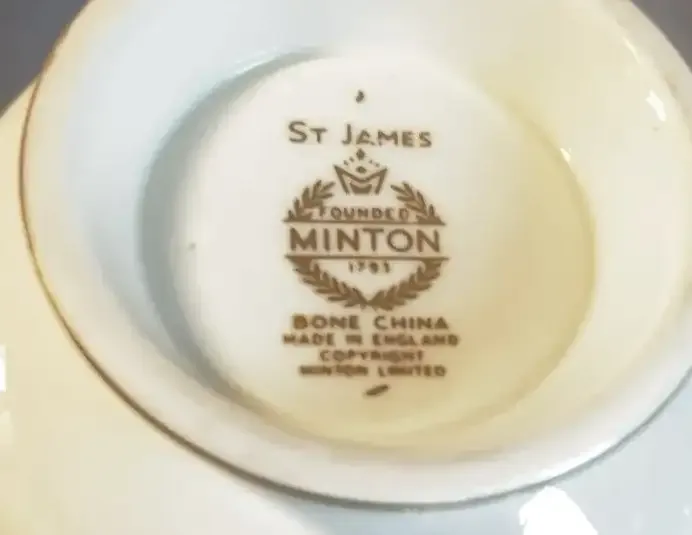 ST JAMES
FOUNDED
MINTON
1793
BONE CHINA
MADE IN ENGLAND
COPYRIGHT
MINTON LIMITED